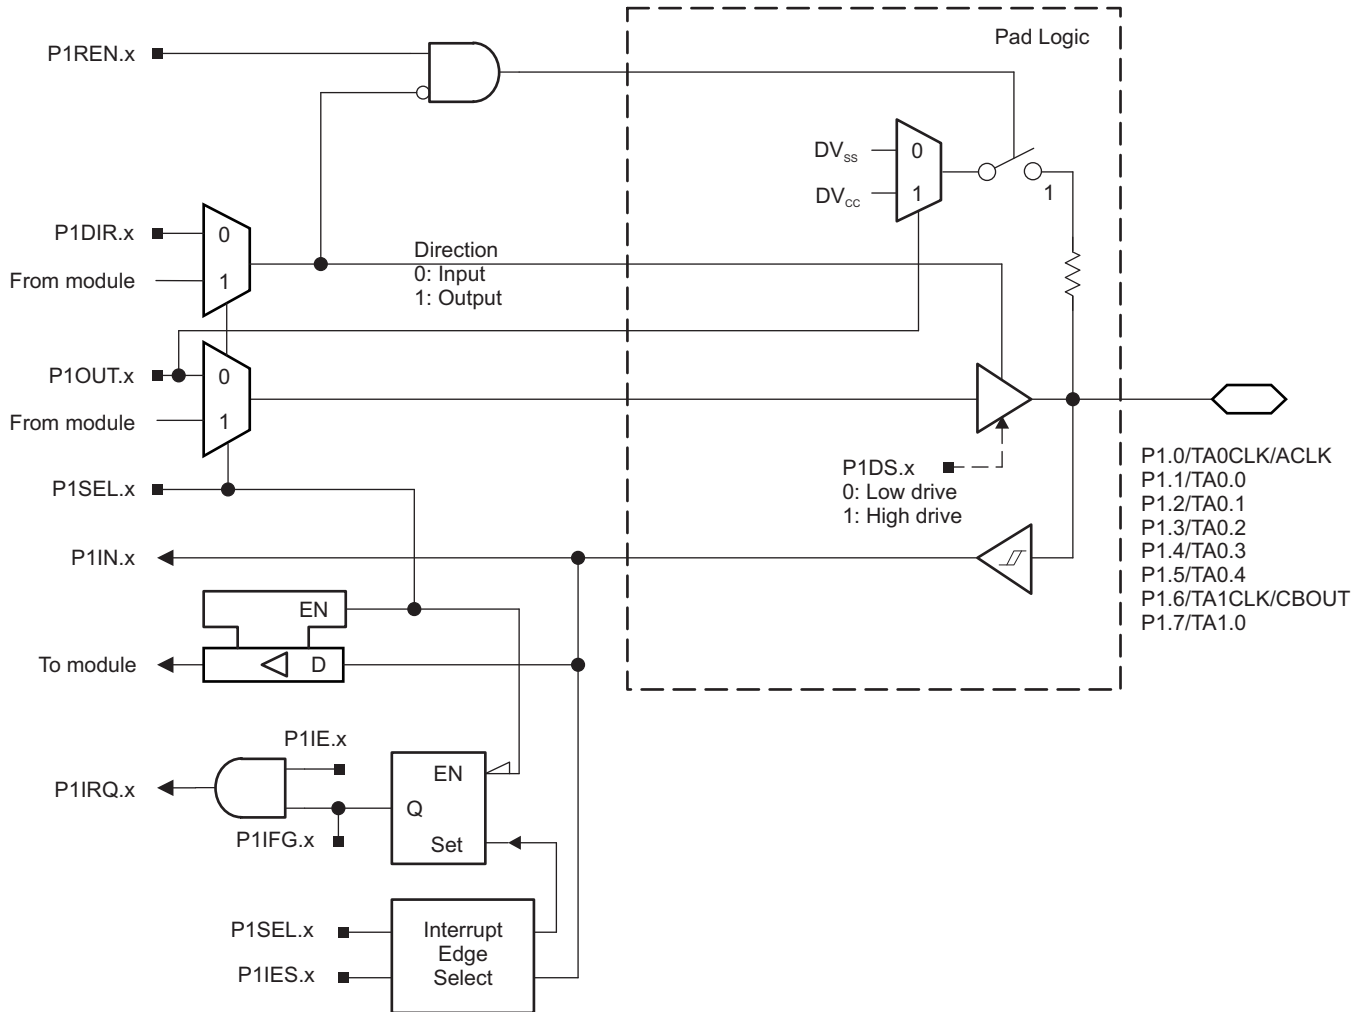 Pad Logic
P1REN.x
DVSS
0
DVCC
1
1
P1DIR.x
0
From module
1
Direction
0: Input
1: Output
P1OUT.x
0
From module
1
P1SEL.x
P1DS.x
0: Low drive
1: High drive
P1.0/TA0CLK/ACLK
P1.1/TA0.0
P1.2/TA0.1
P1.3/TA0.2
P1.4/TA0.3
P1.5/TA0.4
P1.6/TA1CLK/CBOUT
P1.7/TA1.0
P1IN.x
EN
To module
D
P1IE.x
P1IRQ.x
EN
Q
P1IFG.x
Set
P1SEL.x
P1IES.x
Interrupt
Edge
Select